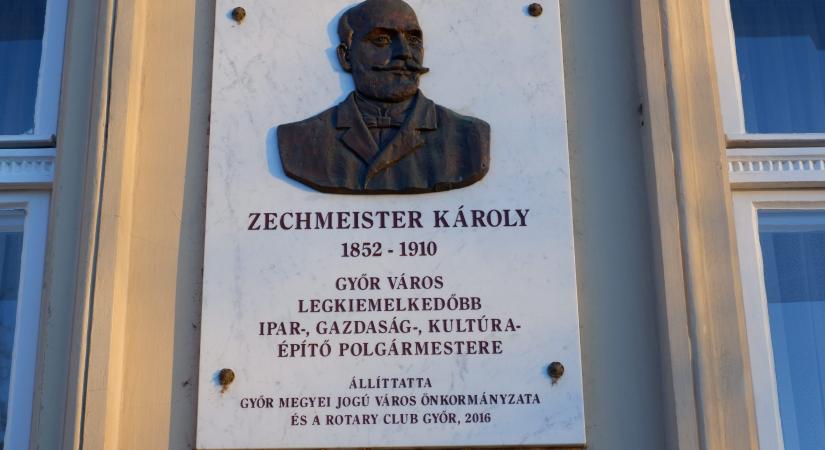 ZECHMEISTER KÁROLY
1852 - 1910
GYŐR VÁROS
LEGKIEMELKEDŐBB
IPAR-, GAZDASÁG-, KULTÚRA-
ÉPÍTŐ POLGÁRMESTERE
ÁLLÍTTATTA
GYŐR MEGYEI JOGÚ VÁROS ÖNKORMÁNYZATA
ÉS A ROTARY CLUB GYŐR, 2016